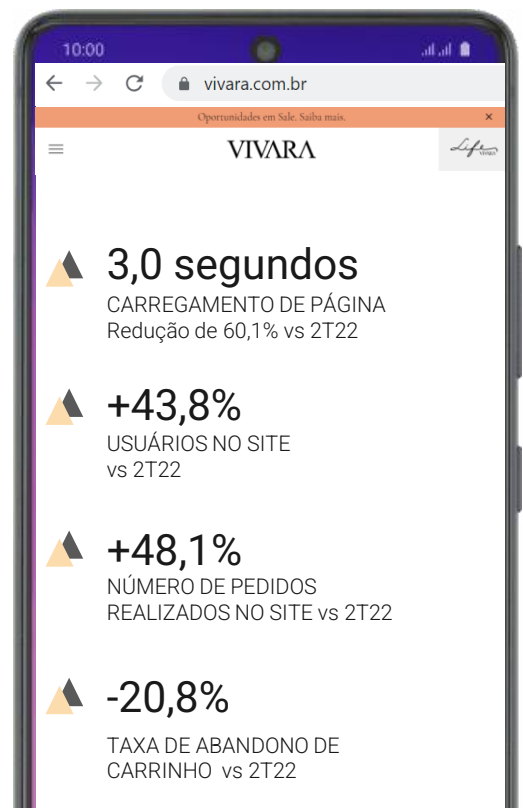 10:00
vivara.com.br
Oportunidades em Sale. Saiba mais. ×
VIVARA
Life
VIVARA
3,0 segundos
CARREGAMENTO DE PÁGINA
Redução de 60,1% vs 2T22
+43,8%
USUÁRIOS NO SITE
vs 2T22
+48,1%
NÚMERO DE PEDIDOS
REALIZADOS NO SITE vs 2T22
-20,8%
TAXA DE ABANDONO DE
CARRINHO vs 2T22